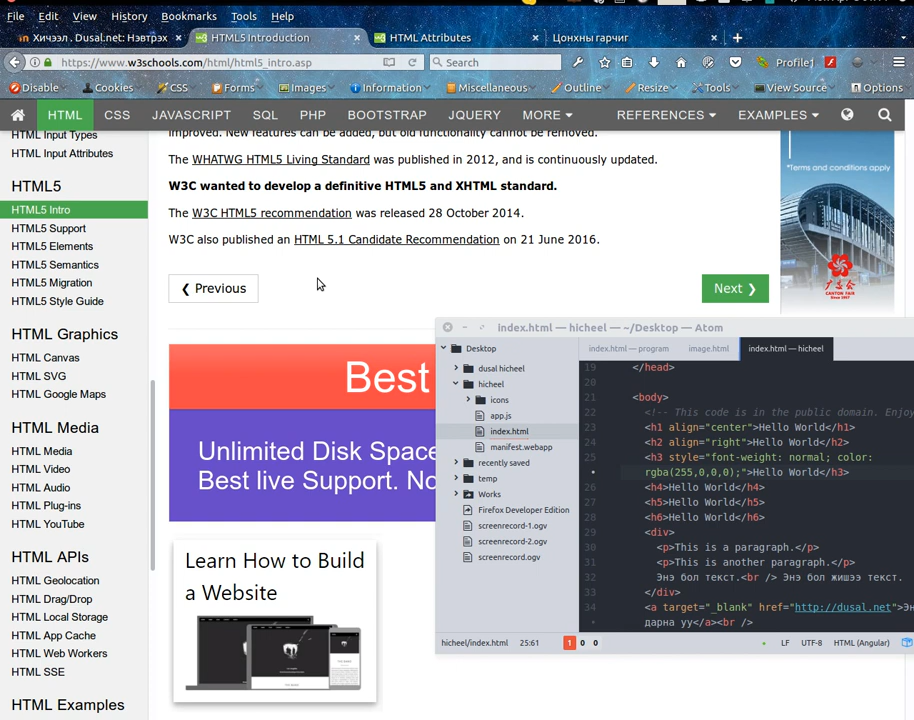 File Edit View History Bookmarks Tools Help
Хичээл . Dusal.net: Нэвтрэх × HTML5 Introduction × HTML Attributes × Цонхны гарчиг × +
https://www.w3schools.com/html/html5_intro.asp Search Profile
Disable Cookies CSS Forms Images Information Miscellaneous Outline Resize Tools View Source Options
HTML CSS JAVASCRIPT SQL PHP BOOTSTRAP JQUERY MORE REFERENCES EXAMPLES
HTML Input Types
HTML Input Attributes
HTML5
HTML5 Intro
HTML5 Support
HTML5 Elements
HTML5 Semantics
HTML5 Migration
HTML5 Style Guide
HTML Graphics
HTML Canvas
HTML SVG
HTML Google Maps
HTML Media
HTML Media
HTML Video
HTML Audio
HTML Plug-ins
HTML YouTube
HTML APIs
HTML Geolocation
HTML Drag/Drop
HTML Local Storage
HTML App Cache
HTML Web Workers
HTML SSE
HTML Examples
improved. New features can be added, but old functionality cannot be removed.
The WHATWG HTML5 Living Standard was published in 2012, and is continuously updated.
W3C wanted to develop a definitive HTML5 and XHTML standard.
The W3C HTML5 recommendation was released 28 October 2014.
W3C also published an HTML 5.1 Candidate Recommendation on 21 June 2016.
❮ Previous
Next ❯
*Terms and conditions apply
CANTON FAIR
Since 1957
Best
Unlimited Disk Space
Best live Support. No
Learn How to Build
a Website
index.html — hicheel — ~/Desktop — Atom
Desktop
dusal hicheel
hicheel
icons
app.js
index.html
manifest.webapp
recently saved
temp
Works
Firefox Developer Edition
screenrecord-1.ogv
screenrecord-2.ogv
screenrecord.ogv
index.html — program image.html index.html — hicheel
19 </head>
20
21 <body>
22 <!-- This code is in the public domain. Enjoy
23 <h1 align="center">Hello World</h1>
24 <h2 align="right">Hello World</h2>
25 <h3 style="font-weight: normal; color:
• rgba(255,0,0,0);">Hello World</h3>
26 <h4>Hello World</h4>
27 <h5>Hello World</h5>
28 <h6>Hello World</h6>
29 <div>
30 <p>This is a paragraph.</p>
31 <p>This is another paragraph.</p>
32 Энэ бол текст.<br /> Энэ бол жишээ текст.
33 </div>
34 <a target="_blank" href="http://dusal.net">Эн
• дарна уу</a><br />
hicheel/index.html 25:61 1 0 0 LF UTF-8 HTML (Angular)